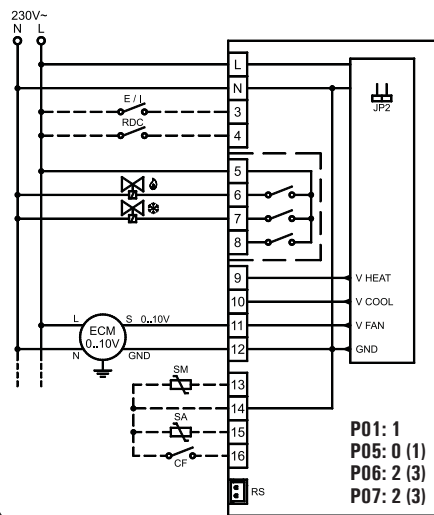 230V~
N L
L
N
E / I
3
RDC
4
5
6
7
8
9 V HEAT
10 V COOL
L S 0..10V 11 V FAN
ECM
0..10V
N GND 12 GND
JP2
SM
13
14
SA
15
CF
16
RS
P01: 1
P05: 0 (1)
P06: 2 (3)
P07: 2 (3)